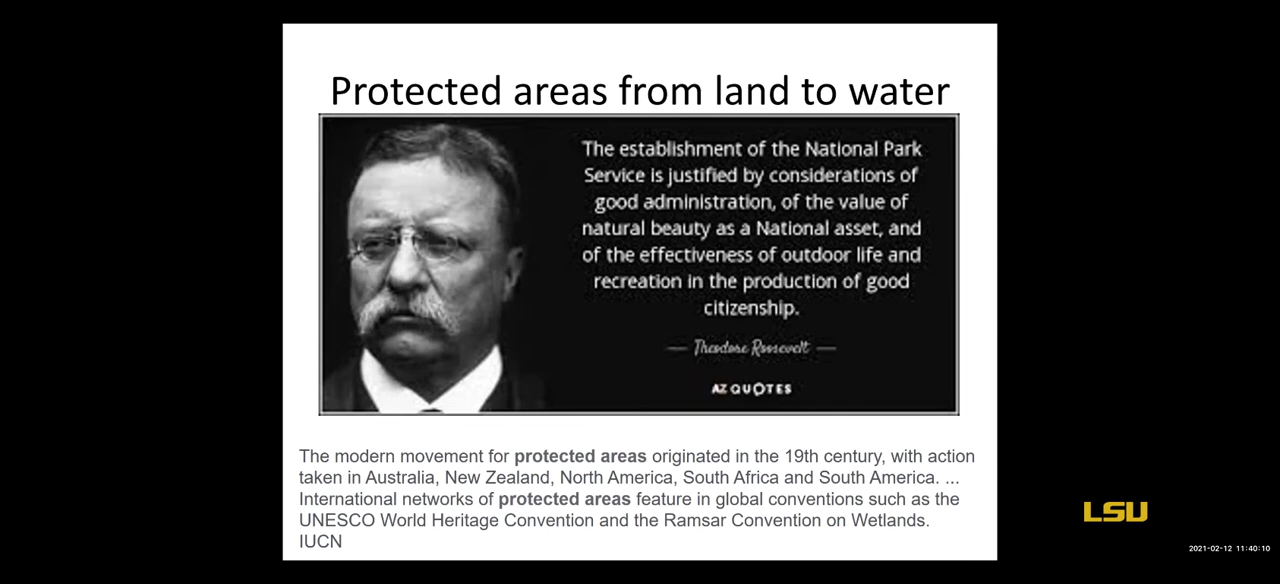 Protected areas from land to water
The establishment of the National Park
Service is justified by considerations of
good administration, of the value of
natural beauty as a National asset, and
of the effectiveness of outdoor life and
recreation in the production of good
citizenship.
— Theodore Roosevelt —
AZ QUOTES
The modern movement for protected areas originated in the 19th century, with action
taken in Australia, New Zealand, North America, South Africa and South America. ...
International networks of protected areas feature in global conventions such as the
UNESCO World Heritage Convention and the Ramsar Convention on Wetlands.
IUCN
LSU
2021-02-12 11:40:10